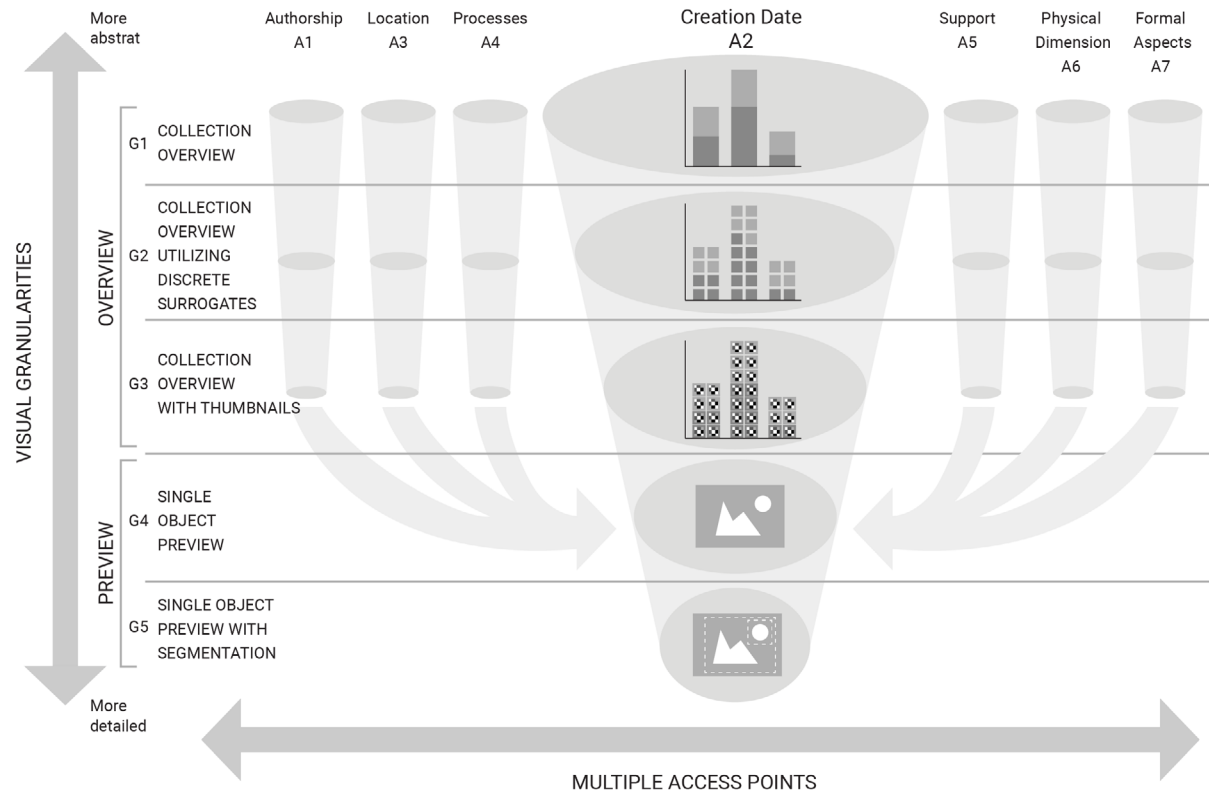 More
abstrat
Authorship
A1
Location
A3
Processes
A4
Creation Date
A2
Support
A5
Physical
Dimension
A6
Formal
Aspects
A7
VISUAL GRANULARITIES
OVERVIEW
G1
COLLECTION
OVERVIEW
G2
COLLECTION
OVERVIEW
UTILIZING
DISCRETE
SURROGATES
G3
COLLECTION
OVERVIEW
WITH THUMBNAILS
PREVIEW
G4
SINGLE
OBJECT
PREVIEW
G5
SINGLE OBJECT
PREVIEW WITH
SEGMENTATION
More
detailed
MULTIPLE ACCESS POINTS